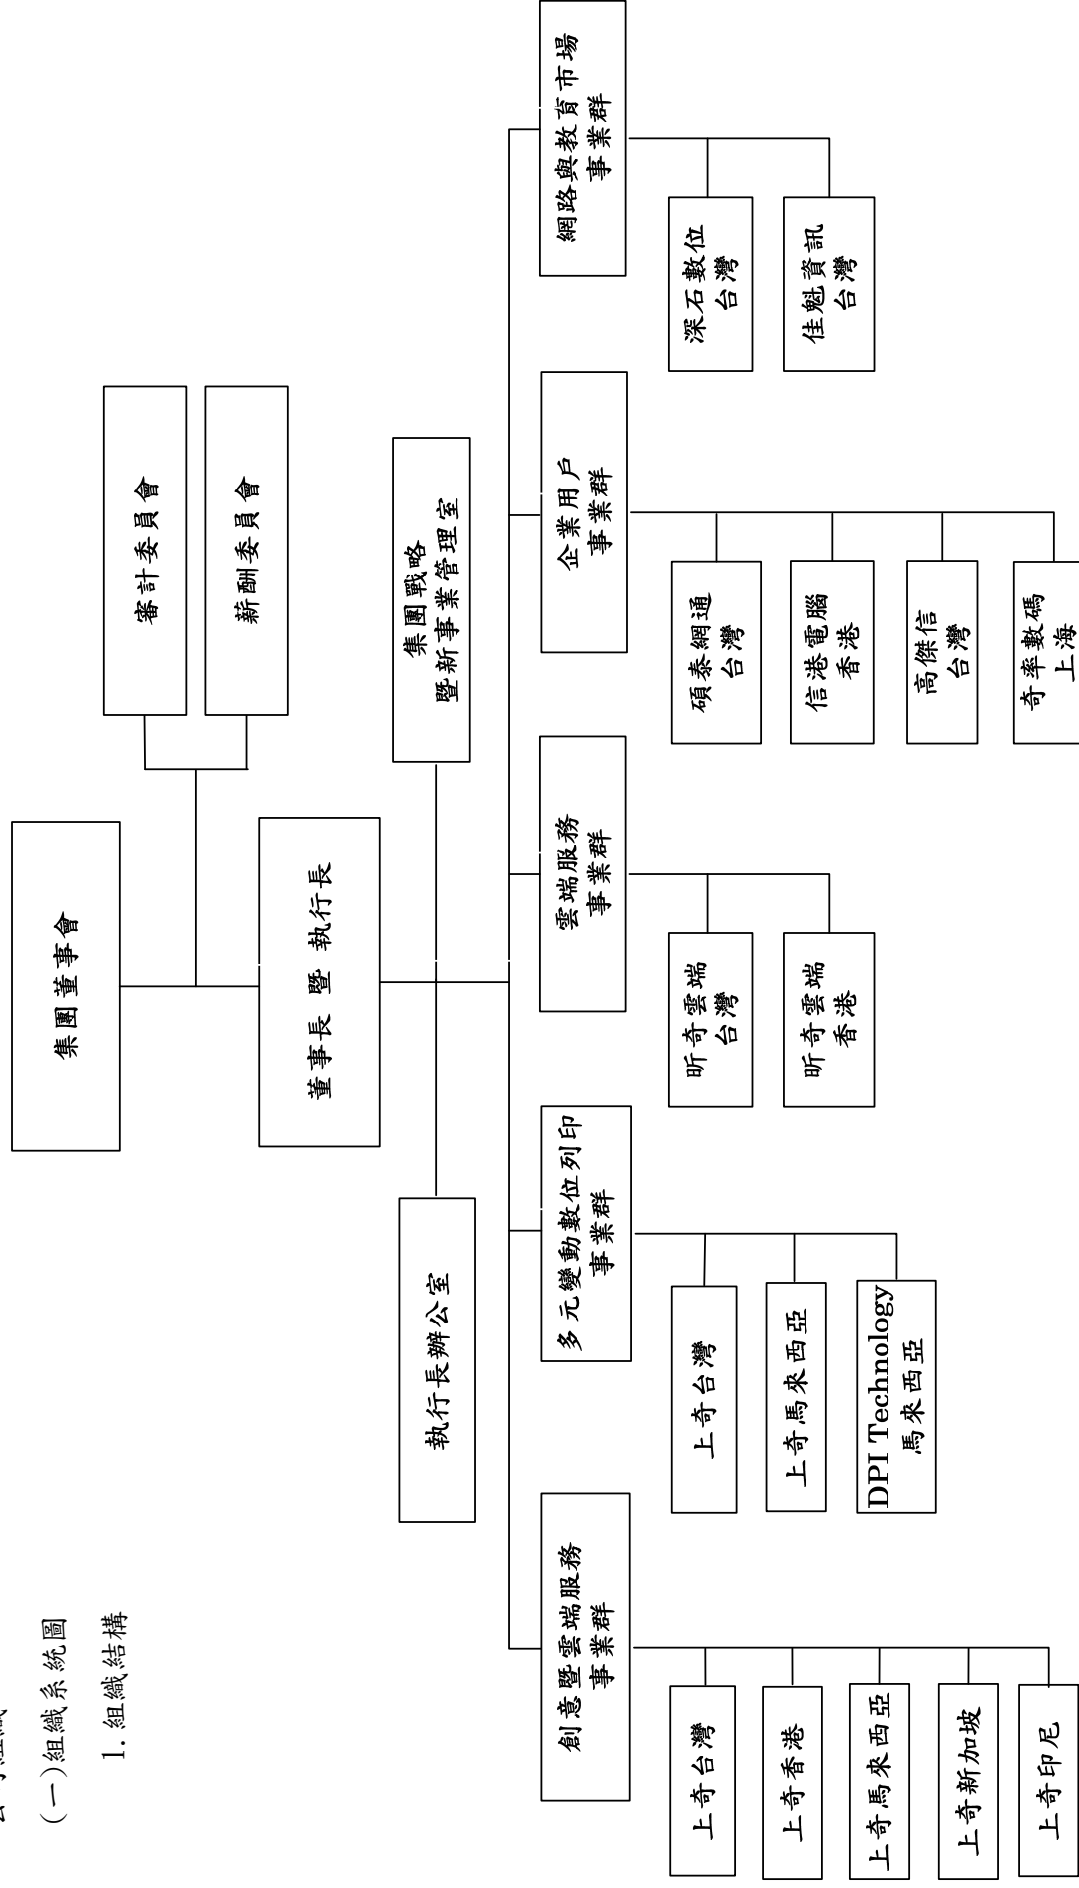 (一)組織系統圖
1. 組織結構
集團董事會
審計委員會
薪酬委員會
董事長 暨 執行長
執行長辦公室
集團戰略
暨新事業管理室
創意暨雲端服務
事業群
上奇台灣
上奇香港
上奇馬來西亞
上奇新加坡
上奇印尼
多元變動數位列印
事業群
上奇台灣
上奇馬來西亞
DPI Technology
馬來西亞
雲端服務
事業群
昕奇雲端
台灣
昕奇雲端
香港
企業用戶
事業群
碩泰網通
台灣
信港電腦
香港
高傑信
台灣
奇率數碼
上海
網路與教育市場
事業群
深石數位
台灣
佳魁資訊
台灣